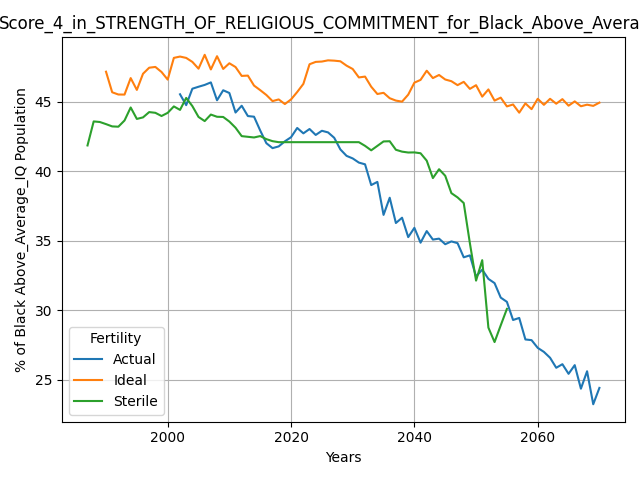 Score_4_in_STRENGTH_OF_RELIGIOUS_COMMITMENT_for_Black_Above_Avera
% of Black Above_Average_IQ Population
45
40
35
30
25
Fertility
Actual
Ideal
Sterile
2000
2020
2040
2060
Years